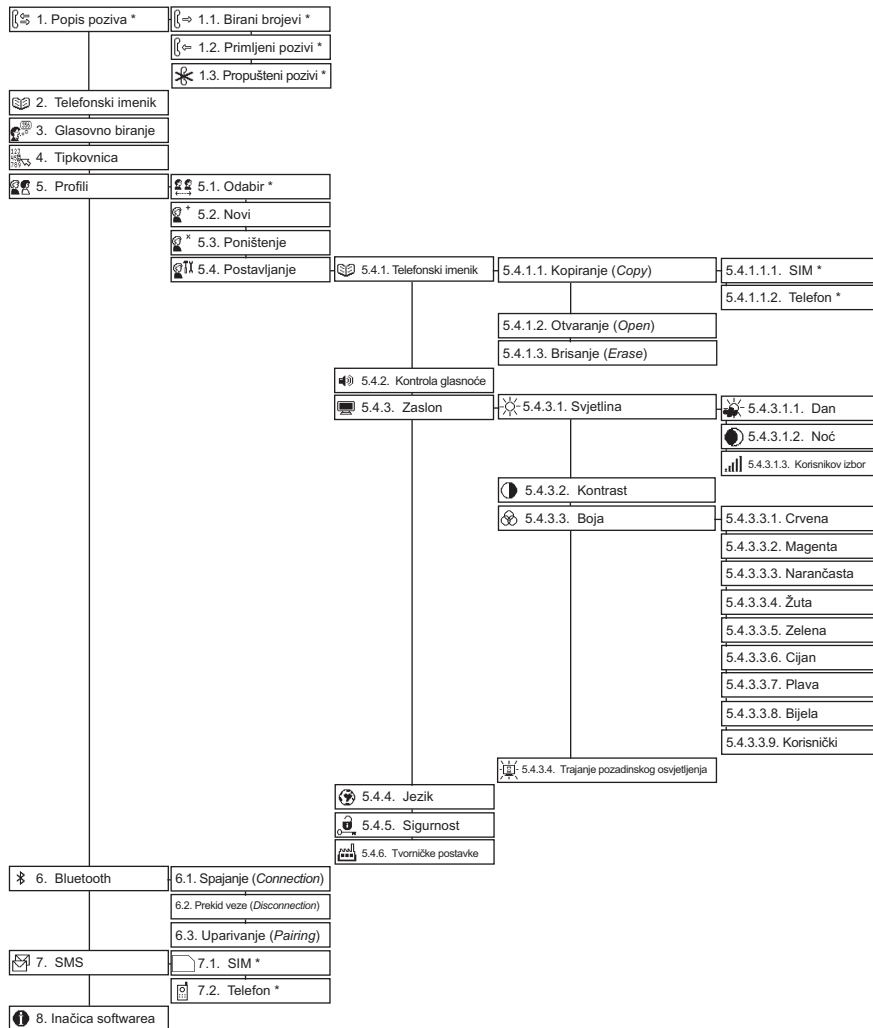 1. Popis poziva *
1.1. Birani brojevi *
1.2. Primljeni pozivi *
1.3. Propušteni pozivi *
2. Telefonski imenik
3. Glasovno biranje
4. Tipkovnica
5. Profili
5.1. Odabir *
5.2. Novi
5.3. Poništenje
5.4. Postavljanje
5.4.1. Telefonski imenik
5.4.1.1. Kopiranje (Copy)
5.4.1.1.1. SIM *
5.4.1.1.2. Telefon *
5.4.1.2. Otvaranje (Open)
5.4.1.3. Brisanje (Erase)
5.4.2. Kontrola glasnoće
5.4.3. Zaslon
5.4.3.1. Svjetlina
5.4.3.1.1. Dan
5.4.3.1.2. Noć
5.4.3.1.3. Korisnikov izbor
5.4.3.2. Kontrast
5.4.3.3. Boja
5.4.3.3.1. Crvena
5.4.3.3.2. Magenta
5.4.3.3.3. Narančasta
5.4.3.3.4. Žuta
5.4.3.3.5. Zelena
5.4.3.3.6. Cijan
5.4.3.3.7. Plava
5.4.3.3.8. Bijela
5.4.3.3.9. Korisnički
5.4.3.4. Trajanje pozadinskog osvjetljenja
5.4.4. Jezik
5.4.5. Sigurnost
5.4.6. Tvorničke postavke
6. Bluetooth
6.1. Spajanje (Connection)
6.2. Prekid veze (Disconnection)
6.3. Uparivanje (Pairing)
7. SMS
7.1. SIM *
7.2. Telefon *
8. Inačica softwarea